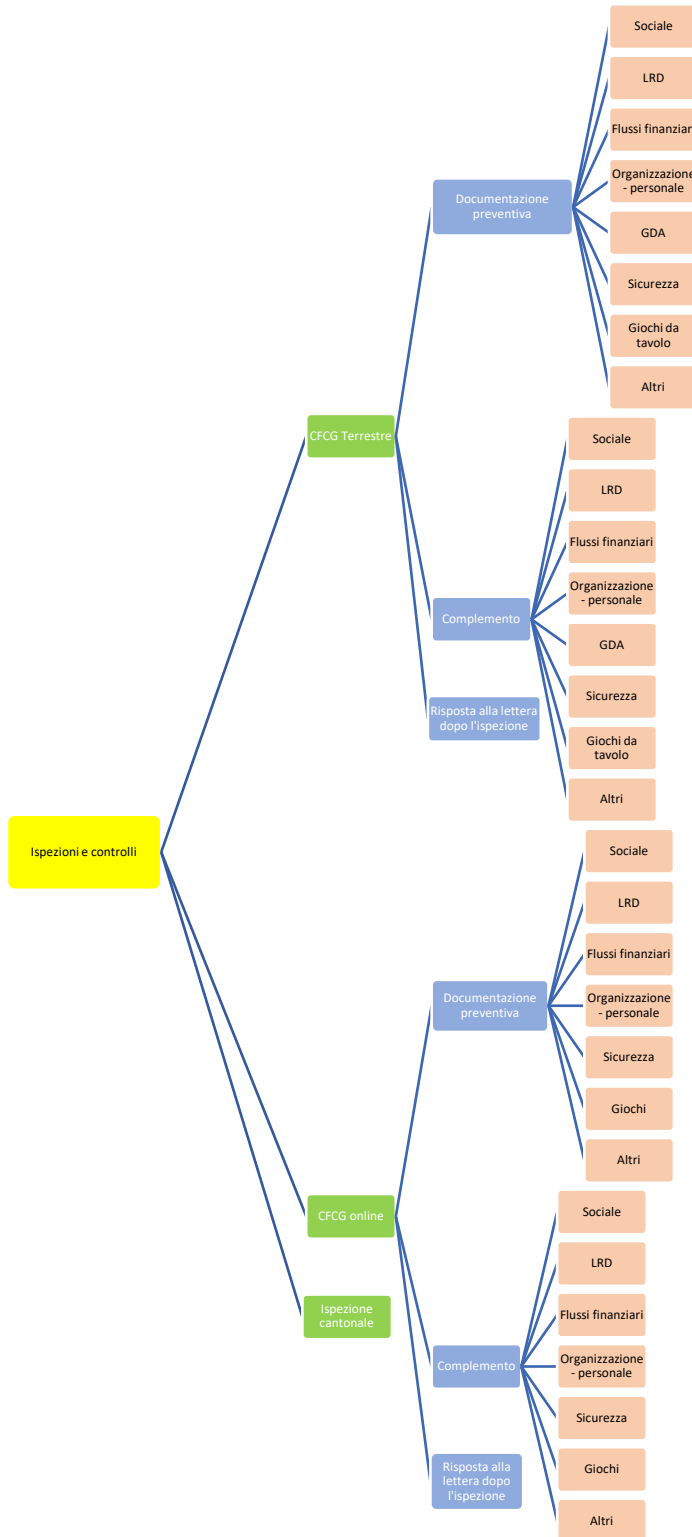 Sociale
LRD
Flussi finanziari
Organizzazione
- personale
GDA
Sicurezza
Giochi da
tavolo
Altri
Documentazione
preventiva
CFCG Terrestre
Sociale
LRD
Flussi finanziari
Organizzazione
- personale
GDA
Sicurezza
Giochi da
tavolo
Altri
Complemento
Risposta alla lettera
dopo l'ispezione
Ispezioni e controlli
Sociale
LRD
Flussi finanziari
Organizzazione
- personale
Sicurezza
Giochi
Altri
Documentazione
preventiva
CFCG online
Ispezione
cantonale
Sociale
LRD
Flussi finanziari
Organizzazione
- personale
Sicurezza
Giochi
Altri
Complemento
Risposta alla
lettera dopo
l'ispezione